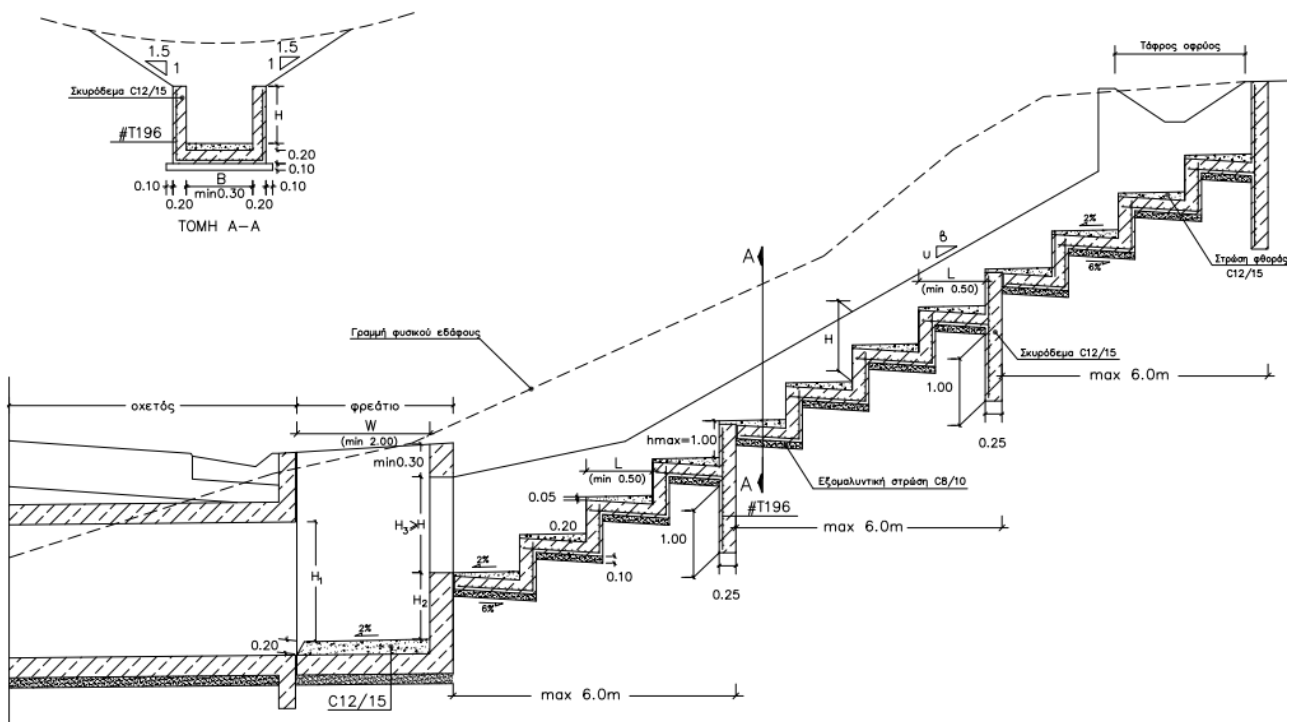 1.5
1
1.5
1
Σκυρόδεμα C12/15
#T196
H
0.20
0.10
0.10
B
0.10
min0.30
0.20
0.20
ΤΟΜΗ Α-Α
Τάφρος οφρύος
2%
6%
Στρώση φθοράς
C12/15
A
β
υ
L
(min 0.50)
Γραμμή φυσικού εδάφους
H
Σκυρόδεμα C12/15
1.00
max 6.0m
0.25
οχετός
φρεάτιο
W
(min 2.00)
min0.30
hmax=1.00
L
(min 0.50)
A
Εξομαλυντική στρώση C8/10
0.05
#T196
H₃>H
0.20
1.00
max 6.0m
2%
0.10
H₁
H₂
6%
0.25
2%
0.20
C12/15
max 6.0m